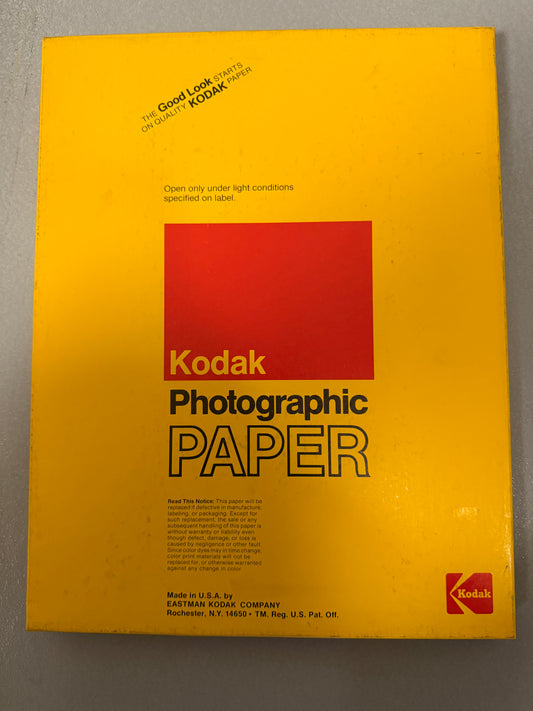 THE Good Look STARTS
ON QUALITY KODAK PAPER
Open only under light conditions
specified on label.
Kodak
Photographic
PAPER
Read This Notice: This paper will be
replaced if defective in manufacture,
labeling, or packaging. Except for
such replacement, the sale or any
subsequent handling of this paper is
without warranty or liability even
though defect, damage, or loss is
caused by negligence or other fault.
Since color dyes may in time change,
color print materials will not be
replaced for, or otherwise warranted
against any change in color.
Made in U.S.A. by
EASTMAN KODAK COMPANY
Rochester, N.Y. 14650 • TM. Reg. U.S. Pat. Off.
Kodak